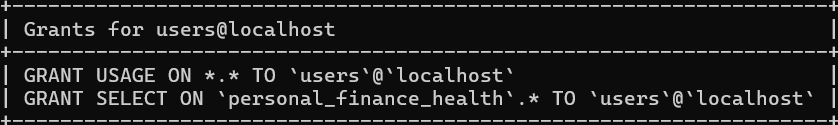 Grants for users@localhost
GRANT USAGE ON *.* TO `users`@`localhost`
GRANT SELECT ON `personal_finance_health`.* TO `users`@`localhost`